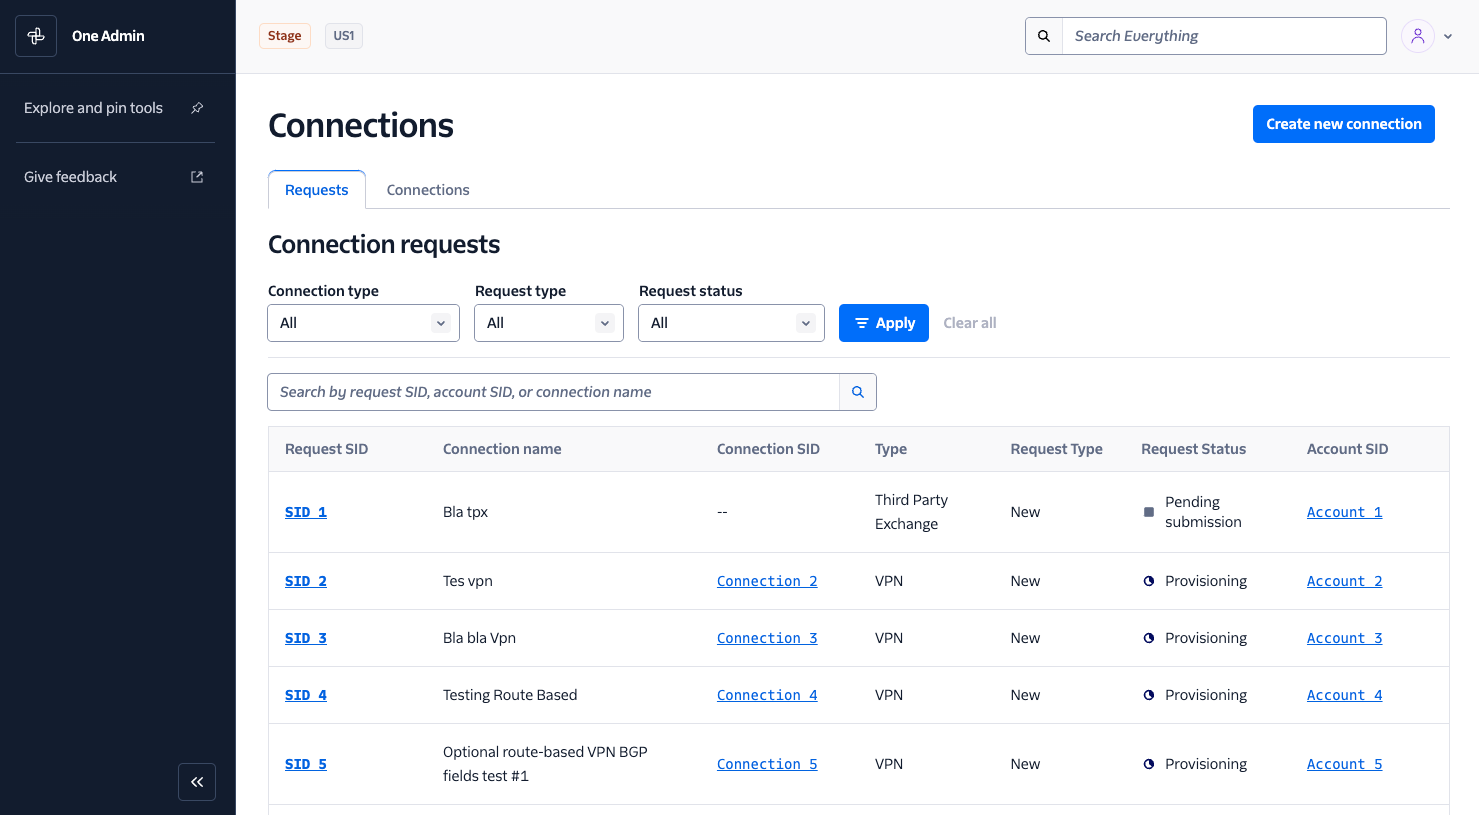 One Admin
Stage
US1
Search Everything
Explore and pin tools
Give feedback
Connections
Create new connection
Requests
Connections
Connection requests
Connection type
Request type
Request status
All
All
All
Apply
Clear all
Search by request SID, account SID, or connection name
Request SID
Connection name
Connection SID
Type
Request Type
Request Status
Account SID
SID 1
Bla tpx
--
Third Party
Exchange
New
Pending
submission
Account 1
SID 2
Tes vpn
Connection 2
VPN
New
Provisioning
Account 2
SID 3
Bla bla Vpn
Connection 3
VPN
New
Provisioning
Account 3
SID 4
Testing Route Based
Connection 4
VPN
New
Provisioning
Account 4
SID 5
Optional route-based VPN BGP
fields test #1
Connection 5
VPN
New
Provisioning
Account 5